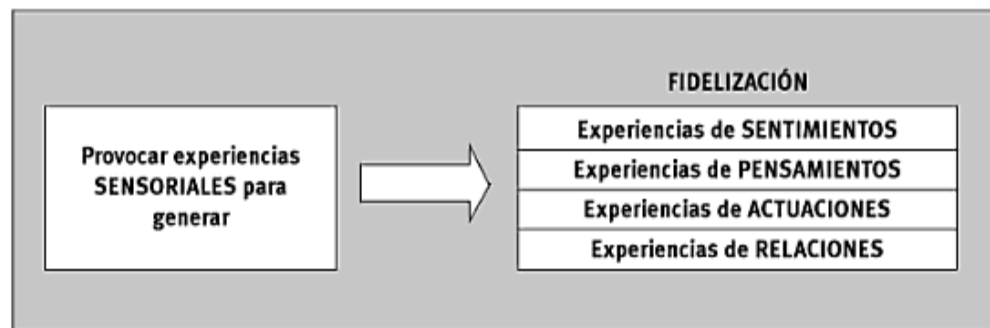 Provocar experiencias
SENSORIALES para
generar
FIDELIZACIÓN
Experiencias de SENTIMIENTOS
Experiencias de PENSAMIENTOS
Experiencias de ACTUACIONES
Experiencias de RELACIONES